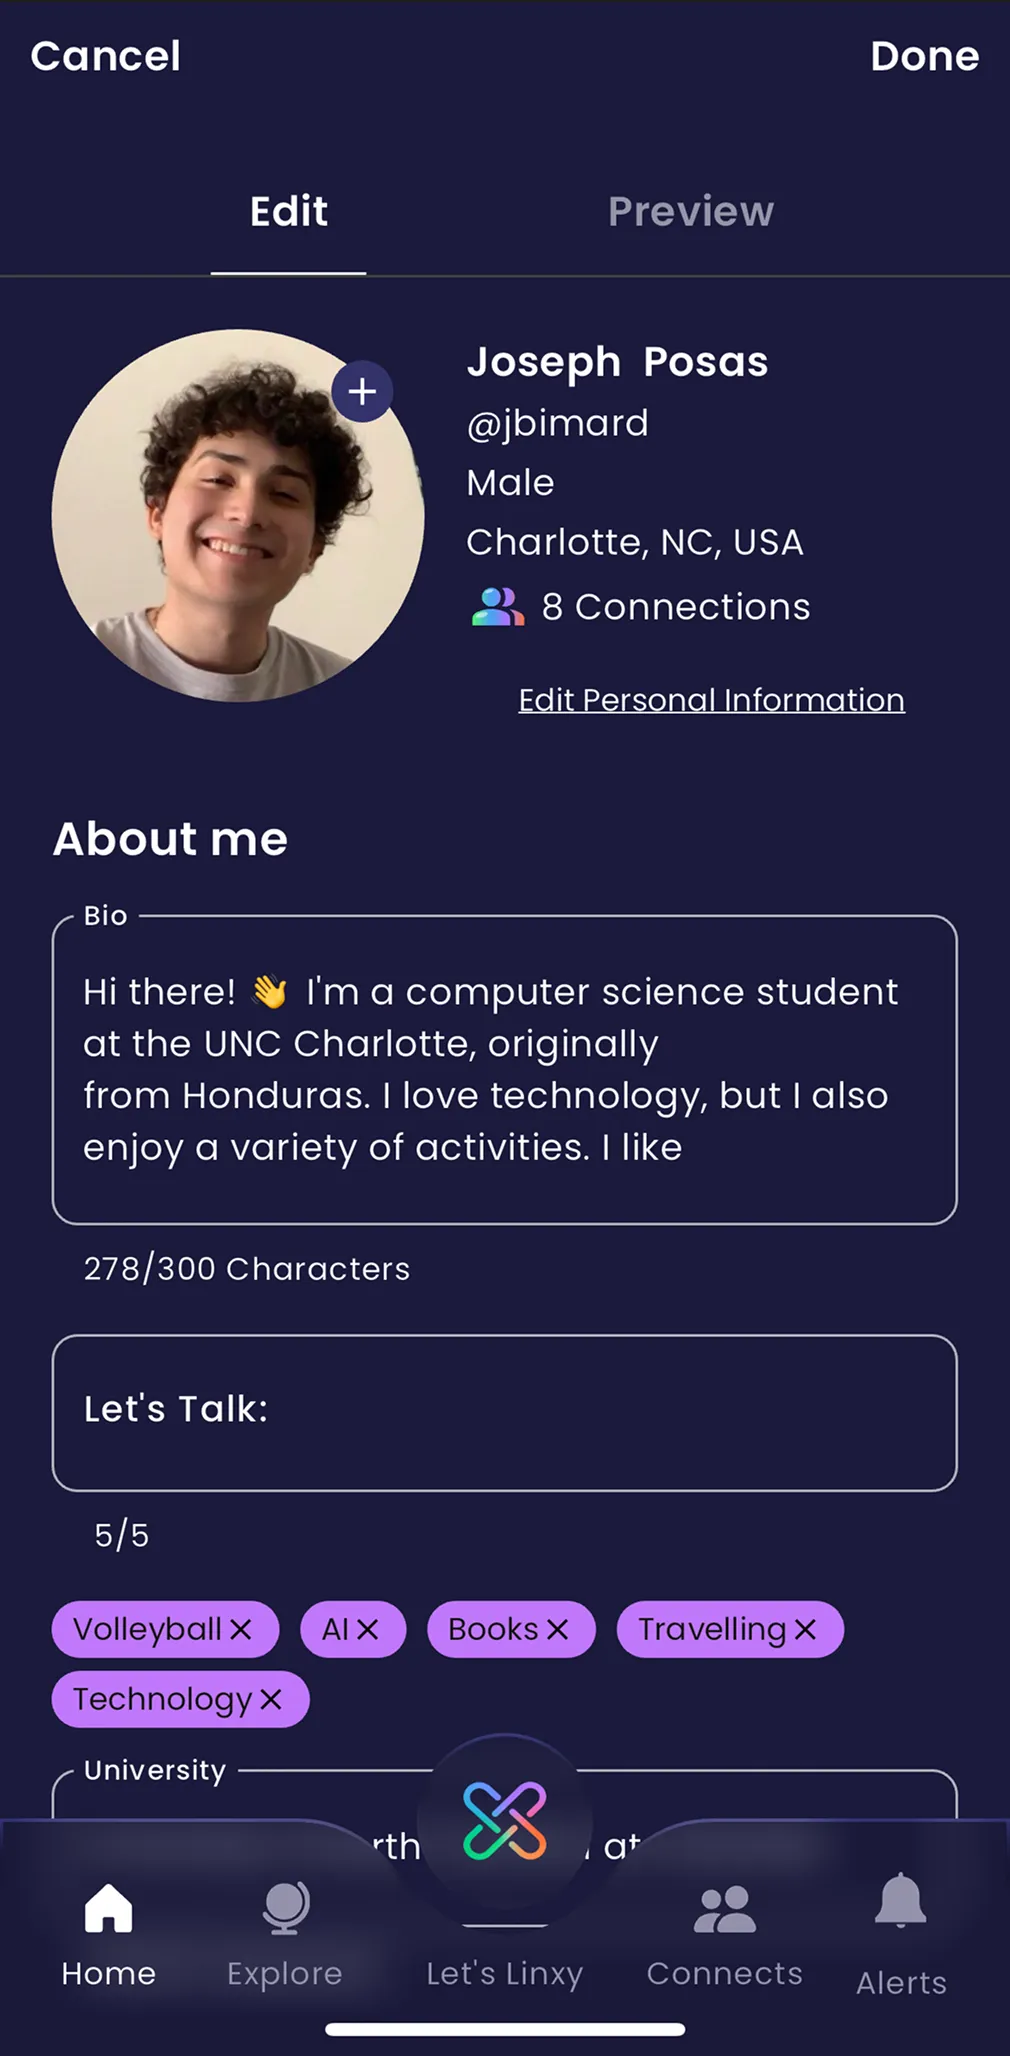 Cancel Done
Edit Preview
Joseph Posas
@jbimard
Male
Charlotte, NC, USA
8 Connections
Edit Personal Information
About me
Bio
Hi there! 👋 I'm a computer science student
at the UNC Charlotte, originally
from Honduras. I love technology, but I also
enjoy a variety of activities. I like
278/300 Characters
Let's Talk:
5/5
Volleyball AI Books Travelling
Technology
University
at
Home Explore Let's Linxy Connects Alerts